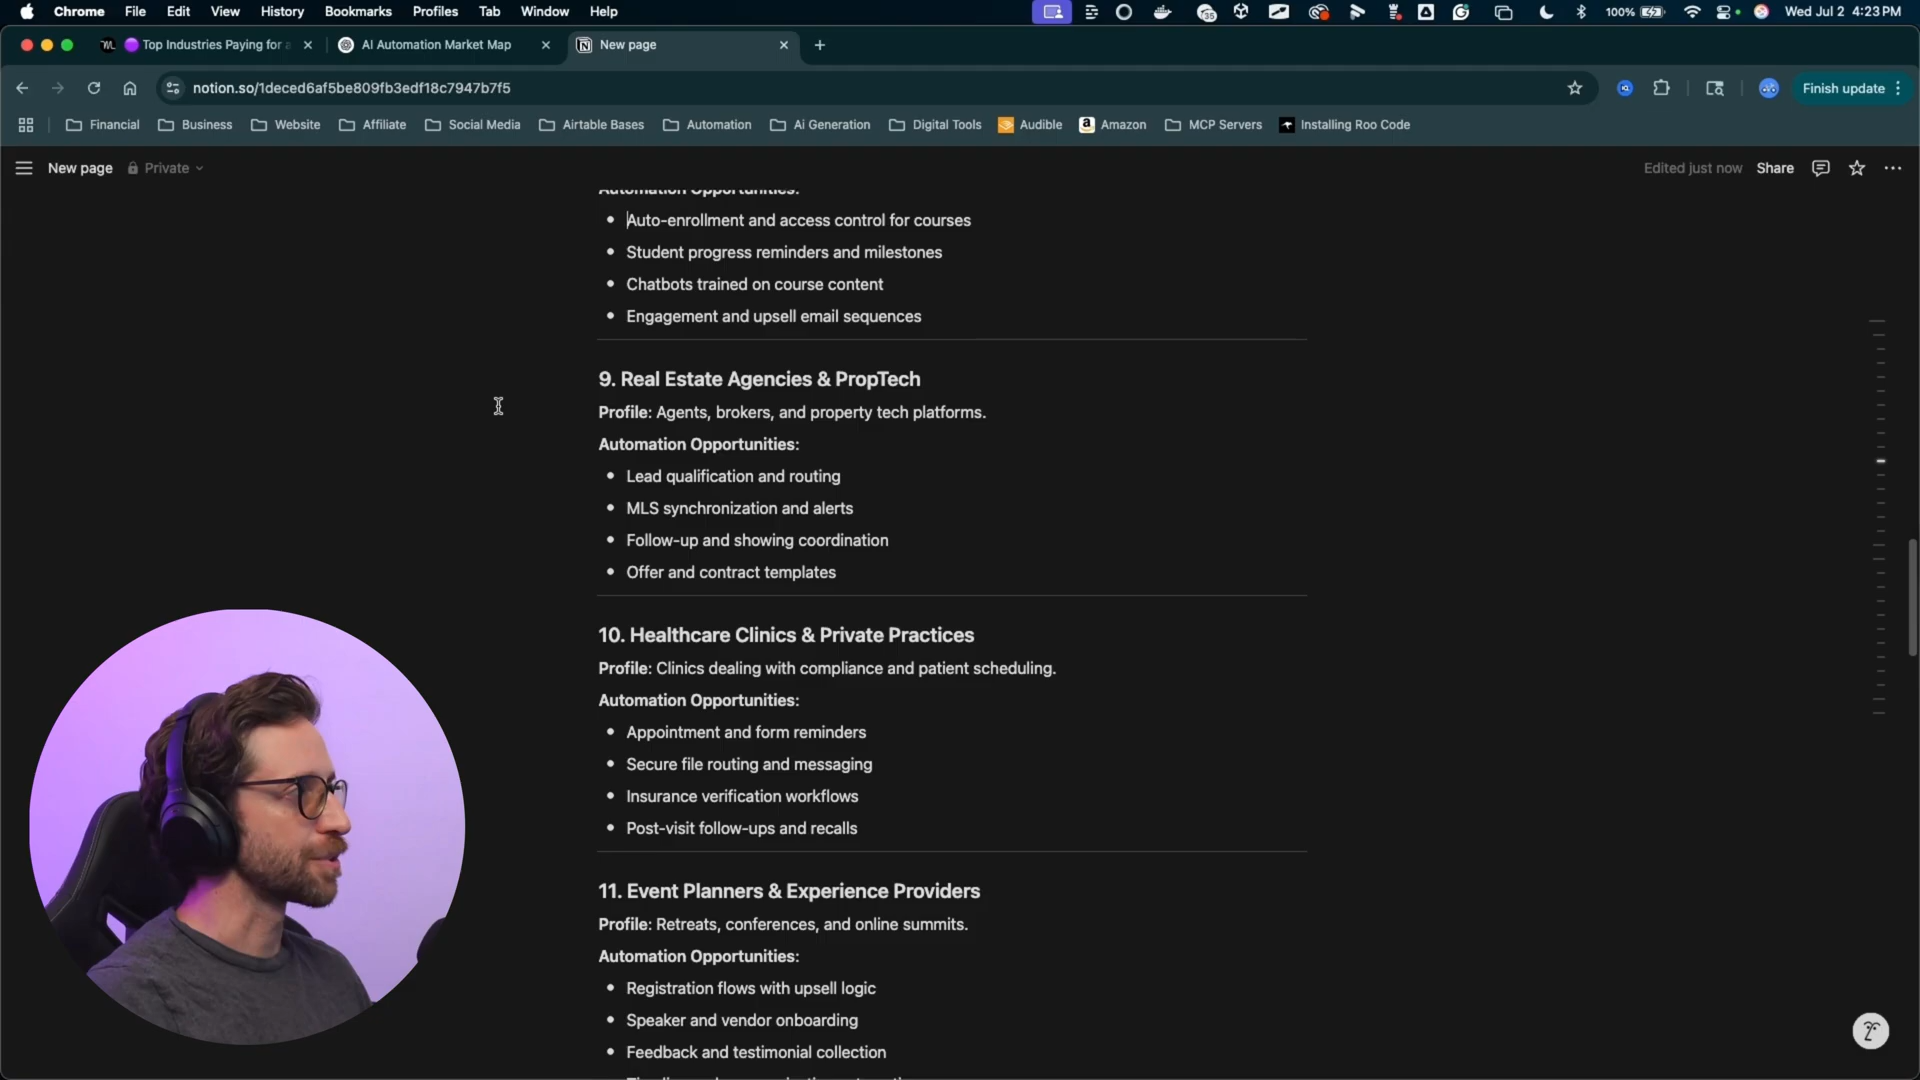 Chrome File Edit View History Bookmarks Profiles Tab Window Help 35 100% Wed Jul 2 4:23 PM
Top Industries Paying for a AI Automation Market Map New page
notion.so/1deced6af5be809fb3edf18c7947b7f5 Finish update
Financial Business Website Affiliate Social Media Airtable Bases Automation Ai Generation Digital Tools Audible Amazon MCP Servers Installing Roo Code
New page Private Edited just now Share
Automation Opportunities:
• Auto-enrollment and access control for courses
• Student progress reminders and milestones
• Chatbots trained on course content
• Engagement and upsell email sequences
9. Real Estate Agencies & PropTech
Profile: Agents, brokers, and property tech platforms.
Automation Opportunities:
• Lead qualification and routing
• MLS synchronization and alerts
• Follow-up and showing coordination
• Offer and contract templates
10. Healthcare Clinics & Private Practices
Profile: Clinics dealing with compliance and patient scheduling.
Automation Opportunities:
• Appointment and form reminders
• Secure file routing and messaging
• Insurance verification workflows
• Post-visit follow-ups and recalls
11. Event Planners & Experience Providers
Profile: Retreats, conferences, and online summits.
Automation Opportunities:
• Registration flows with upsell logic
• Speaker and vendor onboarding
• Feedback and testimonial collection